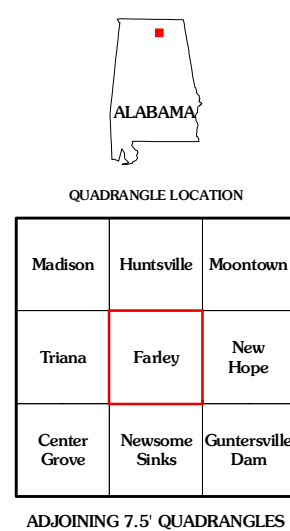 ALABAMA
QUADRANGLE LOCATION
Madison Huntsville Moontown
Triana Farley New Hope
Center Grove Newsome Sinks Guntersville Dam
ADJOINING 7.5' QUADRANGLES